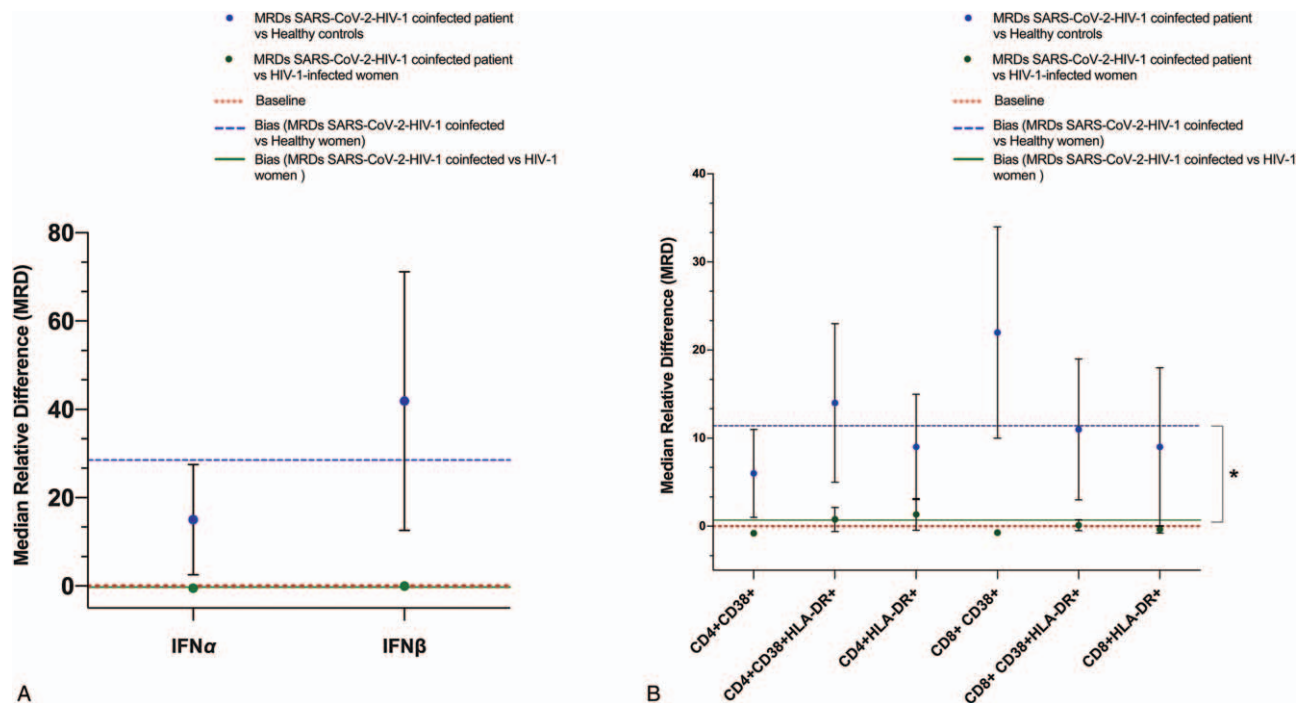 MRDs SARS-CoV-2-HIV-1 coinfected patient
vs Healthy controls
MRDs SARS-CoV-2-HIV-1 coinfected patient
vs HIV-1-infected women
Baseline
Bias (MRDs SARS-CoV-2-HIV-1 coinfected
vs Healthy women)
Bias (MRDs SARS-CoV-2-HIV-1 coinfected vs HIV-1
women )
Median Relative Difference (MRD)
80
60
40
20
0
IFNα
IFNβ
A
MRDs SARS-CoV-2-HIV-1 coinfected patient
vs Healthy controls
MRDs SARS-CoV-2-HIV-1 coinfected patient
vs HIV-1-infected women
Baseline
Bias (MRDs SARS-CoV-2-HIV-1 coinfected
vs Healthy women)
Bias (MRDs SARS-CoV-2-HIV-1 coinfected vs HIV-1
women )
Median Relative Difference (MRD)
40
30
20
10
0
*
CD4+CD38+
CD4+CD38+HLA-DR+
CD4+HLA-DR+
CD8+ CD38+
CD8+ CD38+HLA-DR+
CD8+HLA-DR+
B